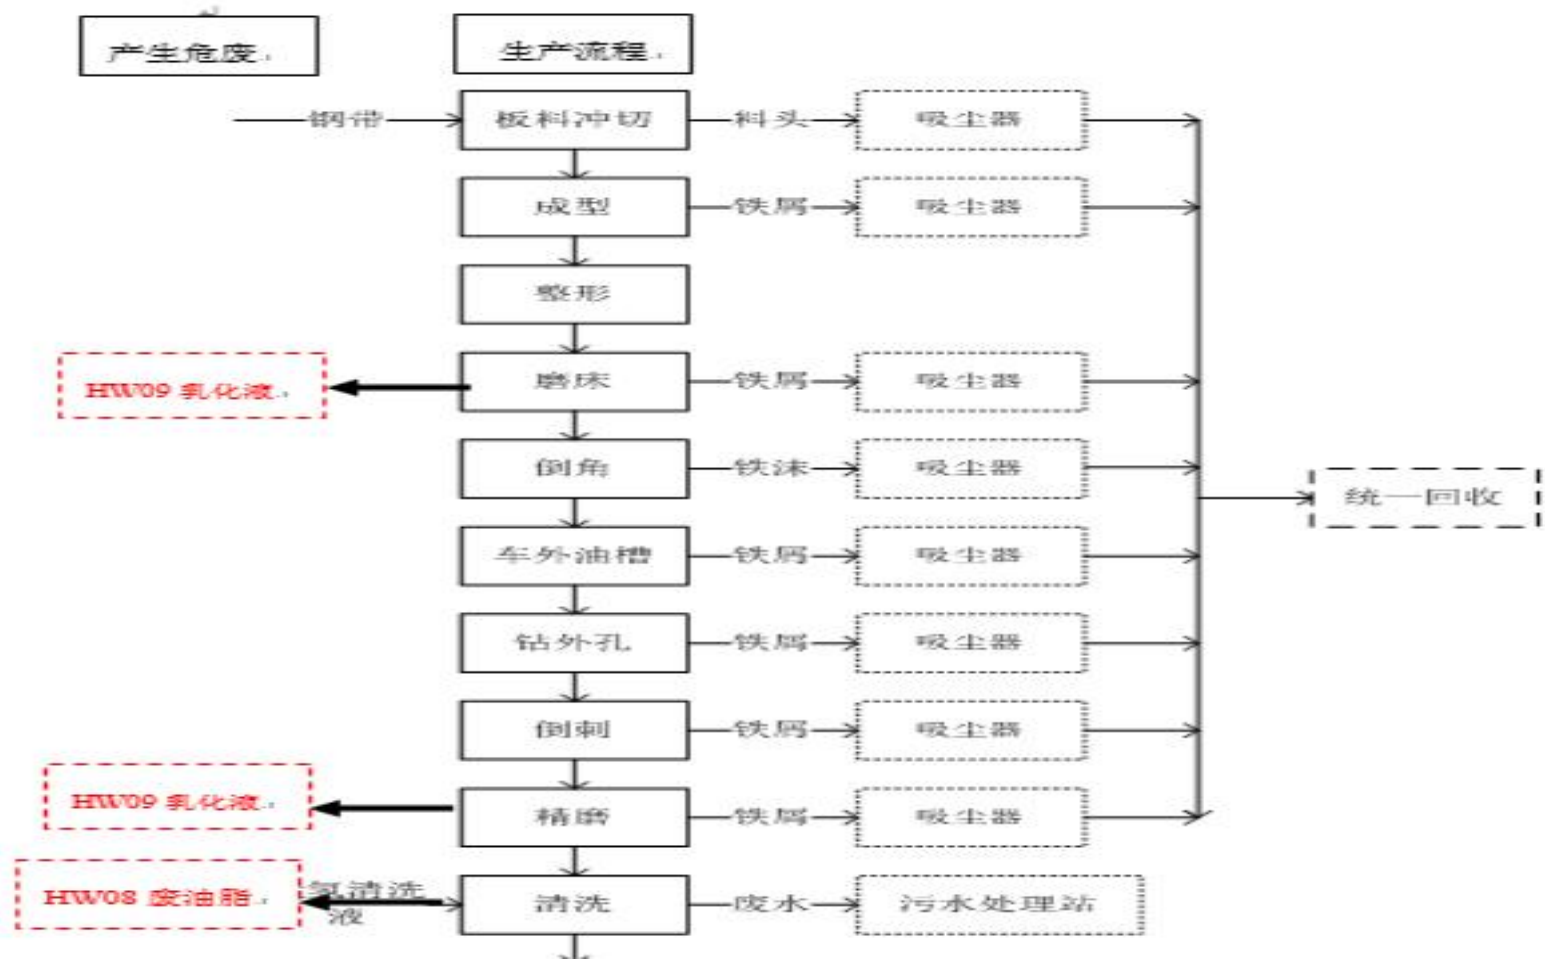 产生危废
生产流程
钢带
板料冲切
料头
吸尘器
成型
铁屑
吸尘器
整形
HW09 乳化液
磨床
铁屑
吸尘器
倒角
铁沫
吸尘器
统一回收
车外油槽
铁屑
吸尘器
钻外孔
铁屑
吸尘器
倒刺
铁屑
吸尘器
HW09 乳化液
精磨
铁屑
吸尘器
HW08 废油脂
氢清洗
液
清洗
废水
污水处理站